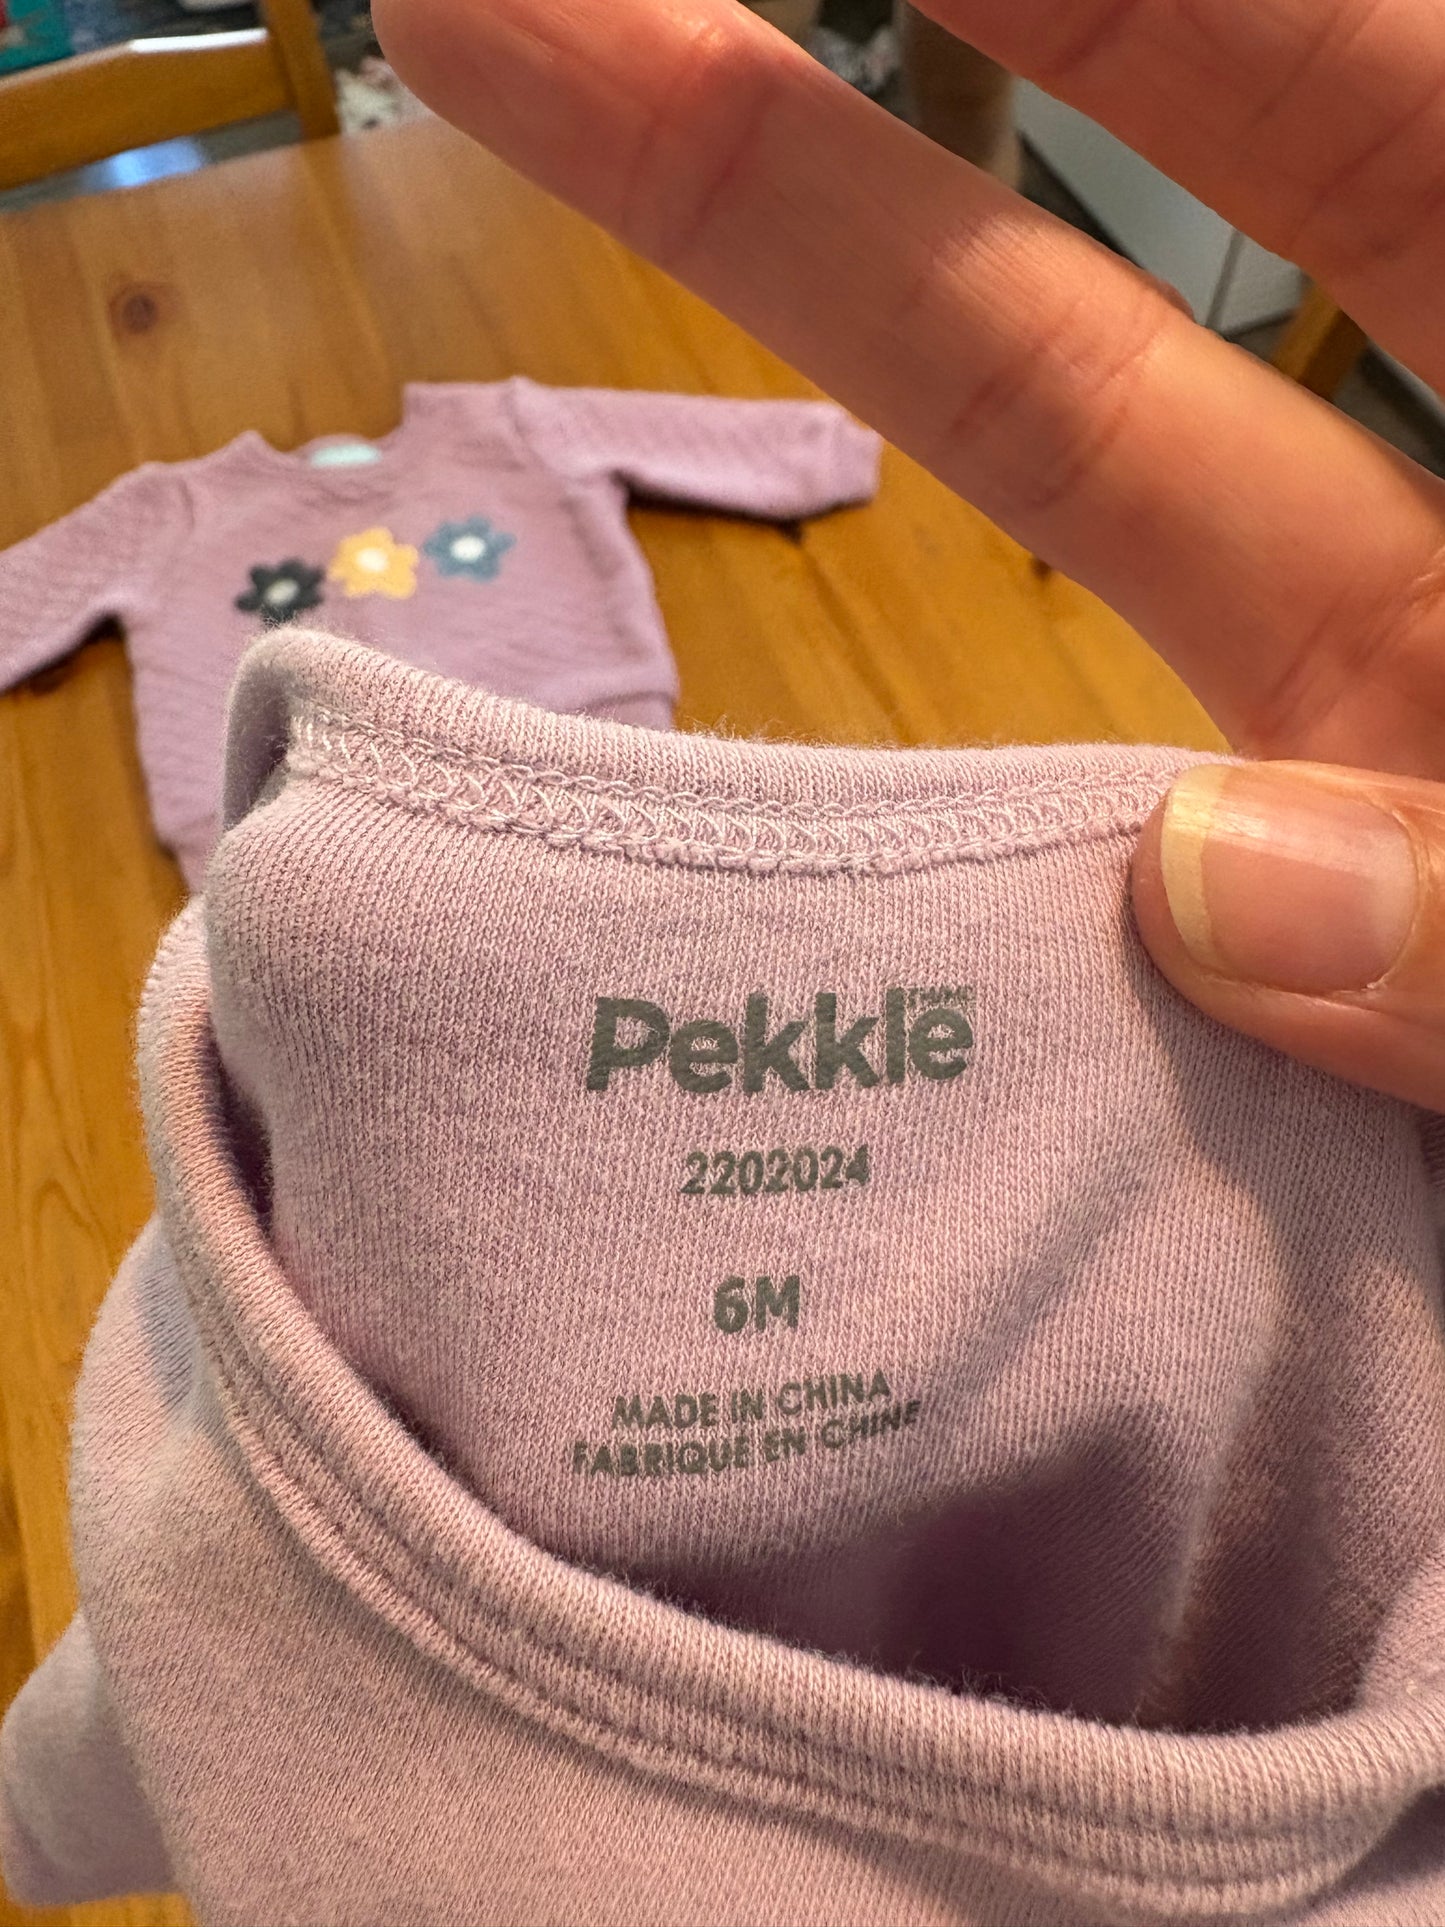 Pekkle
2202024
6M
MADE IN CHINA
FABRIQUÉ EN CHINE